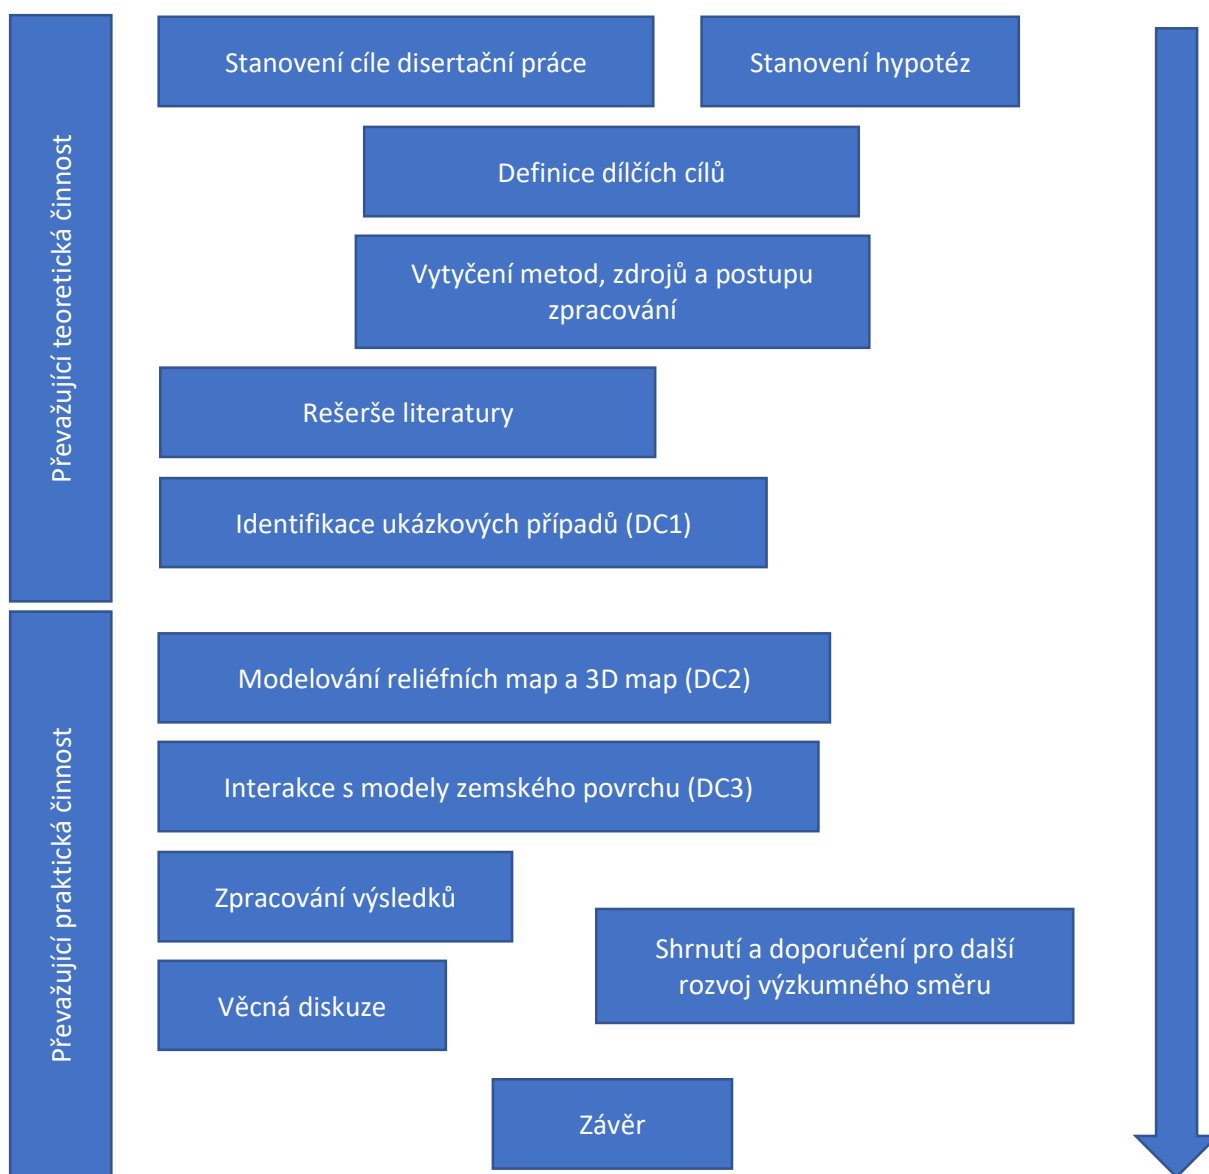 Převažující teoretická činnost
Stanovení cíle disertační práce
Stanovení hypotéz
Definice dílčích cílů
Vytyčení metod, zdrojů a postupu
zpracování
Rešerše literatury
Identifikace ukázkových případů (DC1)
Převažující praktická činnost
Modelování reliéfních map a 3D map (DC2)
Interakce s modely zemského povrchu (DC3)
Zpracování výsledků
Shrnutí a doporučení pro další
rozvoj výzkumného směru
Věcná diskuze
Závěr